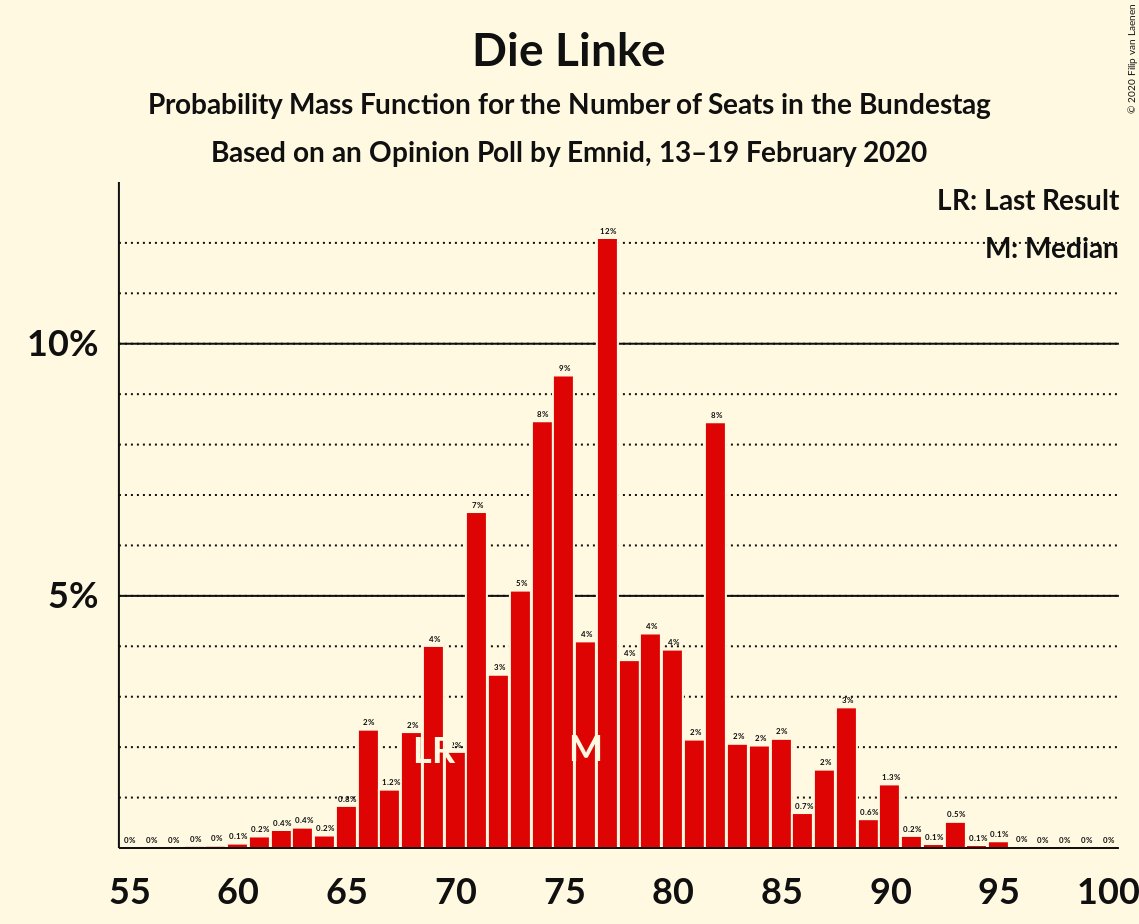 Die Linke
Probability Mass Function for the Number of Seats in the Bundestag
Based on an Opinion Poll by Emnid, 13–19 February 2020
© 2020 Filip van Laenen
LR: Last Result
M: Median
10%
5%
0% 0% 0% 0% 0% 0.1% 0.2% 0.4% 0.4% 0.2% 0.8% 2% 1.2% 2% 4% 2% 7% 3% 5% 8% 9% 4% 12% 4% 4% 4% 2% 8% 2% 2% 2% 0.7% 2% 3% 0.6% 1.3% 0.2% 0.1% 0.5% 0.1% 0.1% 0% 0% 0% 0% 0%
LR M
55 60 65 70 75 80 85 90 95 100